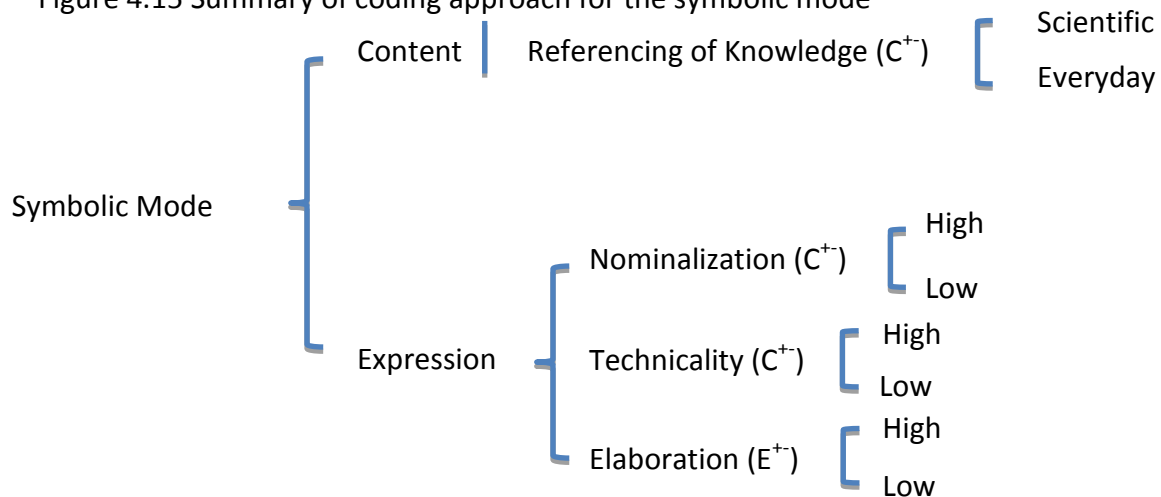 Figure 4.15 Summary of coding approach for the symbolic mode
Scientific
Content
Referencing of Knowledge (C+-)
Everyday
Symbolic Mode
High
Nominalization (C+-)
Low
High
Expression
Technicality (C+-)
Low
High
Elaboration (E+-)
Low